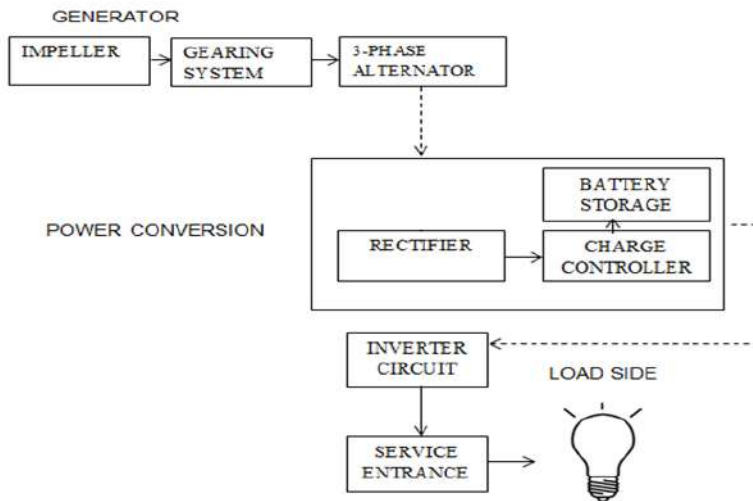 GENERATOR
IMPELLER
GEARING
SYSTEM
3-PHASE
ALTERNATOR
BATTERY
STORAGE
POWER CONVERSION
RECTIFIER
CHARGE
CONTROLLER
INVERTER
CIRCUIT
LOAD SIDE
SERVICE
ENTRANCE